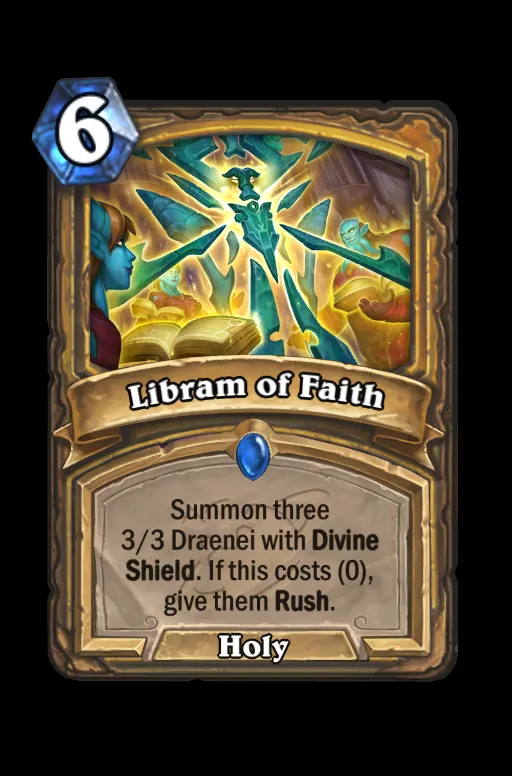 6
Libram of Faith
Summon three
3/3 Draenei with Divine
Shield. If this costs (0),
give them Rush.
Holy